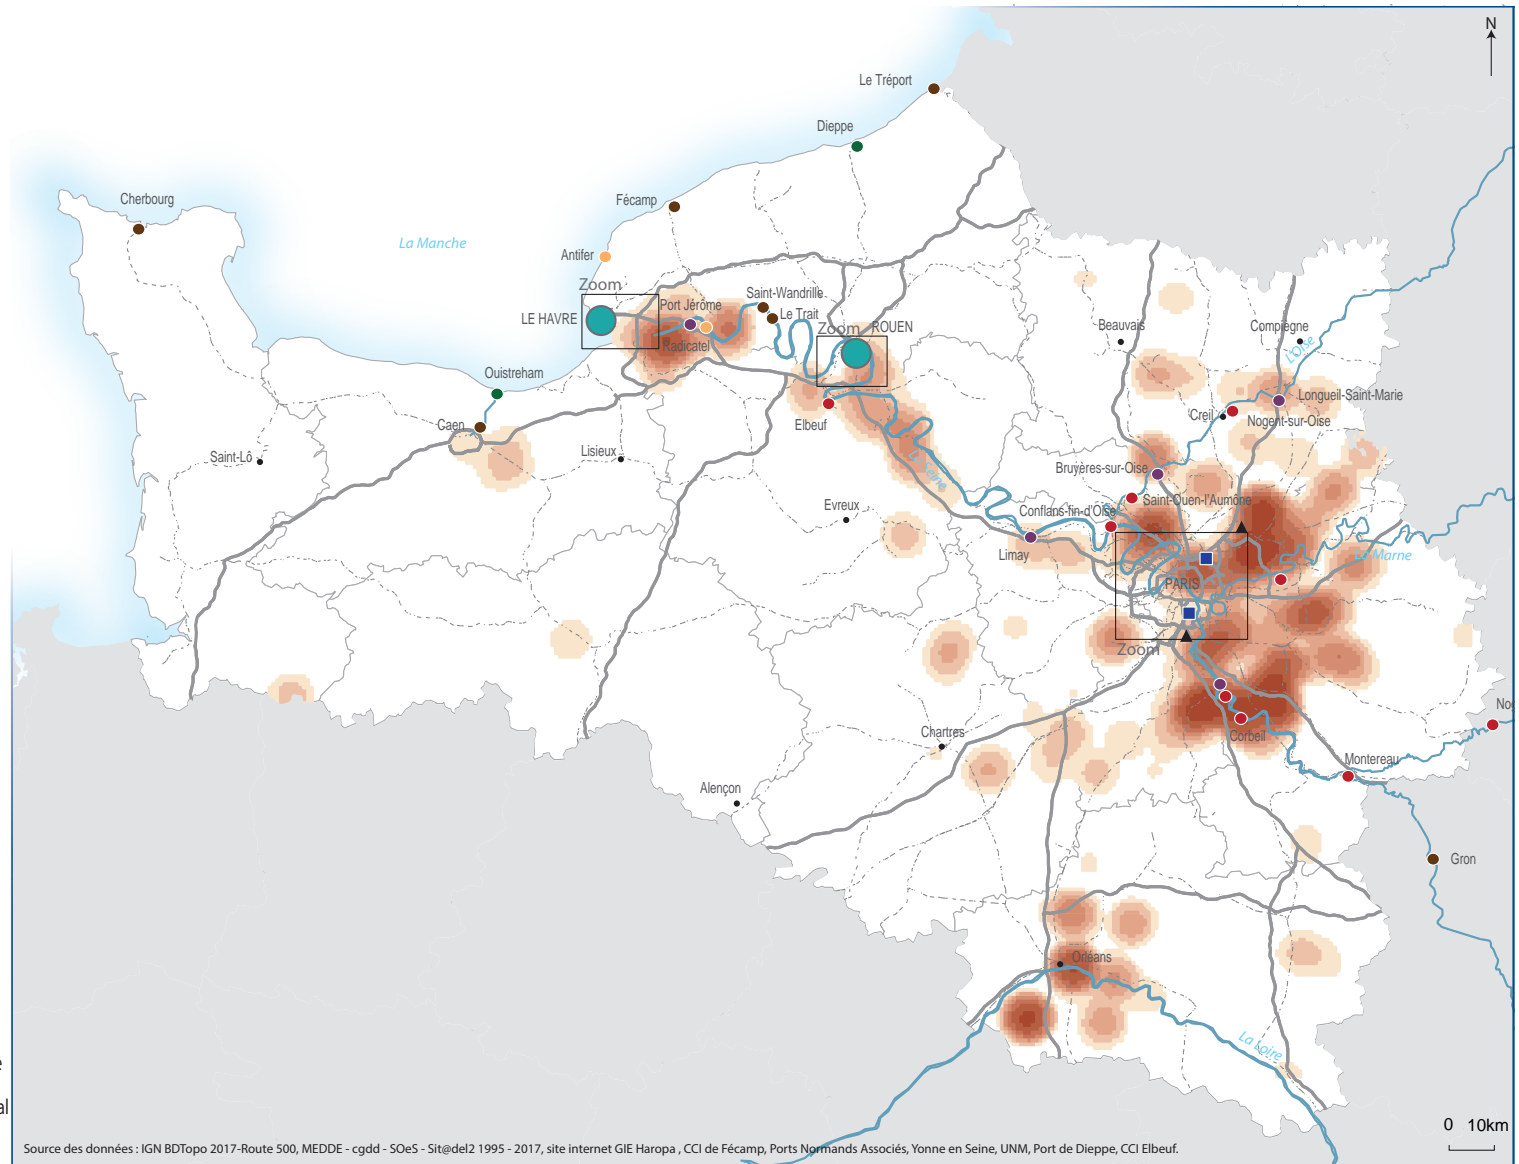 N
Le Tréport
Dieppe
Cherbourg
Fécamp
La Manche
Antifer
Zoom
Saint-Wandrille
Port Jérôme
Le Trait
LE HAVRE
Zoom
ROUEN
Radicatel
Beauvais
Compiègne
L'Oise
Ouistreham
Longueil-Saint-Marie
Creil
Nogent-sur-Oise
Elbeuf
Caen
Lisieux
Saint-Lô
La Seine
Bruyères-sur-Oise
Saint-Ouen-l'Aumône
Evreux
Conflans-fin-d'Oise
Limay
La Marne
PARIS
Zoom
No
Chartres
Corbeil
Montereau
Alençon
Gron
Orléans
La Loire
e
al
0 10km
Source des données : IGN BDTopo 2017-Route 500, MEDDE - cgdd - SOeS - Sit@del2 1995 - 2017, site internet GIE Haropa , CCI de Fécamp, Ports Normands Associés, Yonne en Seine, UNM, Port de Dieppe, CCI Elbeuf.